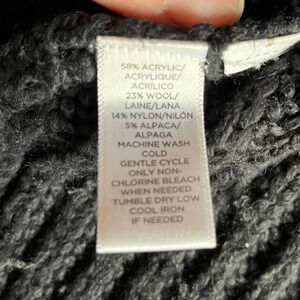 58% ACRYLIC/
ACRYLIQUE/
ACRÍLICO
23% WOOL/
LAINE/LANA
14% NYLON/NILÓN
5% ALPACA/
ALPAGA
MACHINE WASH
COLD
GENTLE CYCLE
ONLY NON-
CHLORINE BLEACH
WHEN NEEDED
TUMBLE DRY LOW
COOL IRON
IF NEEDED